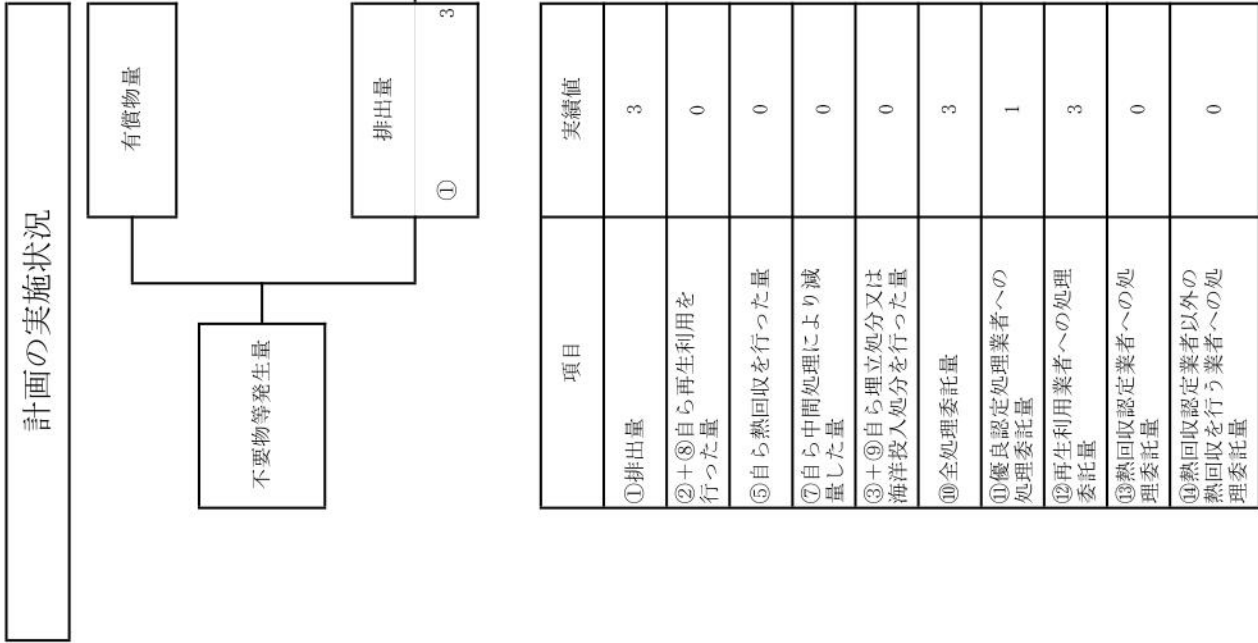 計画の実施状況
有償物量
不要物等発生量
排出量
① 3
項目 実績値
①排出量 3
②+⑧自ら再生利用を
行った量 0
⑤自ら熱回収を行った量 0
⑦自ら中間処理により減
量した量 0
③+⑨自ら埋立処分又は
海洋投入処分を行った量 0
⑩全処理委託量 3
⑪優良認定処理業者への
処理委託量 1
⑫再生利用業者への処理
委託量 3
⑬熱回収認定業者への処
理委託量 0
⑭熱回収認定業者以外の
熱回収を行う業者への処
理委託量 0